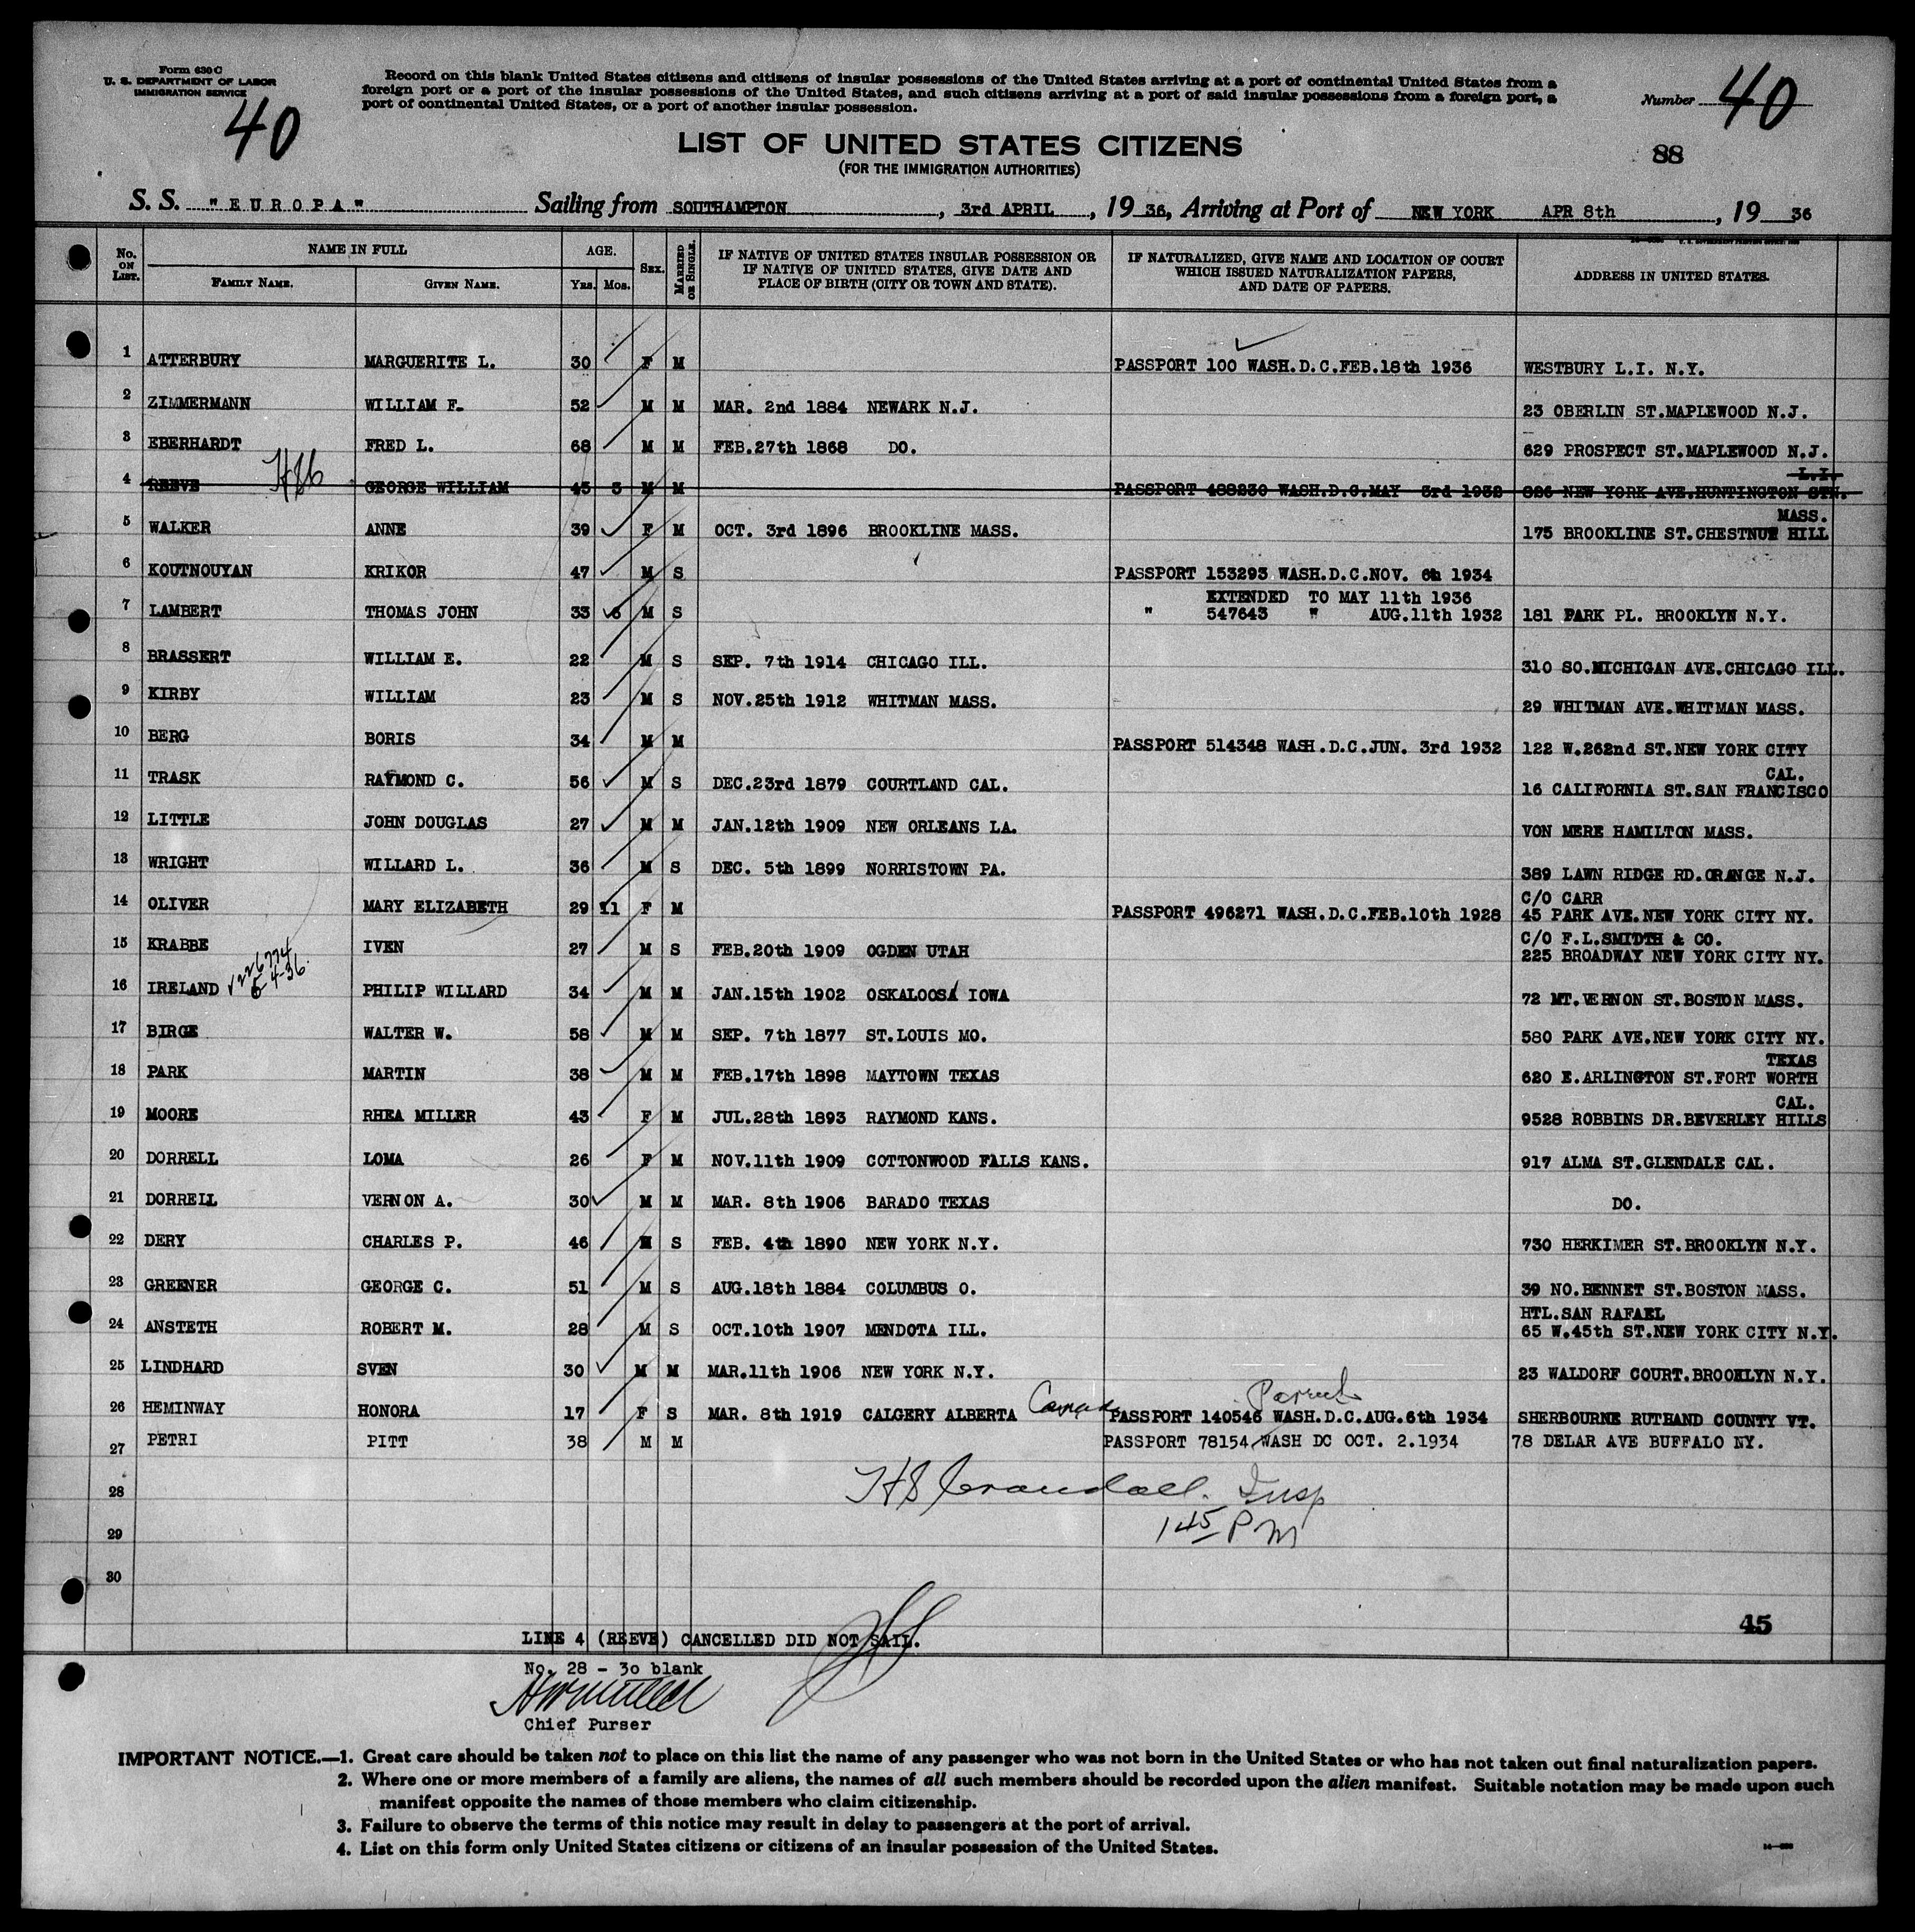 Form 630 C
U. S. DEPARTMENT OF LABOR
IMMIGRATION SERVICE
40
Record on this blank United States citizens and citizens of insular possessions of the United States arriving at a port of continental United States from a
foreign port or a port of the insular possessions of the United States, and such citizens arriving at a port of said insular possessions from a foreign port, a
port of continental United States, or a port of another insular possession.
Number 40
LIST OF UNITED STATES CITIZENS
(FOR THE IMMIGRATION AUTHORITIES)
88
S. S. "EUROPA" Sailing from SOUTHAMPTON, 3rd APRIL, 19 36, Arriving at Port of NEW YORK APR 8th, 19 36
No. ON LIST. NAME IN FULL FAMILY NAME. GIVEN NAME. AGE. YRS. MOS. SEX. MARRIED OR SINGLE. IF NATIVE OF UNITED STATES INSULAR POSSESSION OR IF NATIVE OF UNITED STATES, GIVE DATE AND PLACE OF BIRTH (CITY OR TOWN AND STATE). IF NATURALIZED, GIVE NAME AND LOCATION OF COURT WHICH ISSUED NATURALIZATION PAPERS, AND DATE OF PAPERS. ADDRESS IN UNITED STATES.
1 ATTERBURY MARGUERITE L. 30 F M PASSPORT 100 WASH.D.C.FEB.18th 1936 WESTBURY L.I. N.Y.
2 ZIMMERMANN WILLIAM F. 52 M M MAR. 2nd 1884 NEWARK N.J. 23 OBERLIN ST.MAPLEWOOD N.J.
3 EBERHARDT FRED L. 68 M M FEB.27th 1868 DO. 629 PROSPECT ST.MAPLEWOOD N.J.
L.I.
4 REEVE GEORGE WILLIAM 45 3 M M PASSPORT 488230 WASH.D.C.MAY 3rd 1932 326 NEW YORK AVE.HUNTINGTON STN.
MASS.
5 WALKER ANNE 39 F M OCT. 3rd 1896 BROOKLINE MASS. 175 BROOKLINE ST.CHESTNUT HILL
6 KOUTNOUYAN KRIKOR 47 M S PASSPORT 153293 WASH.D.C.NOV. 6h 1934
EXTENDED TO MAY 11th 1936
7 LAMBERT THOMAS JOHN 33 6 M S " 547643 " AUG.11th 1932 181 PARK PL. BROOKLYN N.Y.
8 BRASSERT WILLIAM E. 22 M S SEP. 7th 1914 CHICAGO ILL. 310 SO.MICHIGAN AVE.CHICAGO ILL.
9 KIRBY WILLIAM 23 M S NOV.25th 1912 WHITMAN MASS. 29 WHITMAN AVE.WHITMAN MASS.
10 BERG BORIS 34 M M PASSPORT 514348 WASH.D.C.JUN. 3rd 1932 122 W.262nd ST.NEW YORK CITY
CAL.
11 TRASK RAYMOND C. 56 M S DEC.23rd 1879 COURTLAND CAL. 16 CALIFORNIA ST.SAN FRANCISCO
12 LITTLE JOHN DOUGLAS 27 M M JAN.12th 1909 NEW ORLEANS LA. VON MERE HAMILTON MASS.
13 WRIGHT WILLARD L. 36 M S DEC. 5th 1899 NORRISTOWN PA. 389 LAWN RIDGE RD.ORANGE N.J.
C/O CARR
14 OLIVER MARY ELIZABETH 29 11 F M PASSPORT 496271 WASH.D.C.FEB.10th 1928 45 PARK AVE.NEW YORK CITY NY.
C/O F.L.SMIDTH & CO.
15 KRABBE IVEN 27 M S FEB.20th 1909 OGDEN UTAH 225 BROADWAY NEW YORK CITY NY.
16 IRELAND PHILIP WILLARD 34 M M JAN.15th 1902 OSKALOOSA IOWA 72 MT.VERNON ST.BOSTON MASS.
17 BIRGE WALTER W. 58 M M SEP. 7th 1877 ST.LOUIS MO. 580 PARK AVE.NEW YORK CITY NY.
TEXAS
18 PARK MARTIN 38 M M FEB.17th 1898 MAYTOWN TEXAS 620 E.ARLINGTON ST.FORT WORTH
CAL.
19 MOORE RHEA MILLER 43 F M JUL.28th 1893 RAYMOND KANS. 9528 ROBBINS DR.BEVERLEY HILLS
20 DORRELL LOMA 26 F M NOV.11th 1909 COTTONWOOD FALLS KANS. 917 ALMA ST.GLENDALE CAL.
21 DORRELL VERNON A. 30 M M MAR. 8th 1906 BARADO TEXAS DO.
22 DERY CHARLES P. 46 M S FEB. 4th 1890 NEW YORK N.Y. 730 HERKIMER ST.BROOKLYN N.Y.
23 GREENER GEORGE C. 51 M S AUG.18th 1884 COLUMBUS O. 39 NO.BENNET ST.BOSTON MASS.
HTL.SAN RAFAEL
24 ANSTETH ROBERT M. 28 M S OCT.10th 1907 MENDOTA ILL. 65 W.45th ST.NEW YORK CITY N.Y.
25 LINDHARD SVEN 30 M M MAR.11th 1906 NEW YORK N.Y. 23 WALDORF COURT.BROOKLYN N.Y.
26 HEMINWAY HONORA 17 F S MAR. 8th 1919 CALGERY ALBERTA Canada PASSPORT 140546 WASH.D.C.AUG.6th 1934 SHERBOURNE RUTHAND COUNTY VT.
27 PETRI PITT 38 M M PASSPORT 78154 WASH DC OCT. 2.1934 78 DELAR AVE BUFFALO NY.
28 HS Crandall. Insp
29 1 45 PM
30
45
LINE 4 (REEVE) CANCELLED DID NOT SAIL.
No. 28 - 3o blank
Chief Purser
IMPORTANT NOTICE.—1. Great care should be taken not to place on this list the name of any passenger who was not born in the United States or who has not taken out final naturalization papers.
2. Where one or more members of a family are aliens, the names of all such members should be recorded upon the alien manifest. Suitable notation may be made upon such
manifest opposite the names of those members who claim citizenship.
3. Failure to observe the terms of this notice may result in delay to passengers at the port of arrival.
4. List on this form only United States citizens or citizens of an insular possession of the United States.